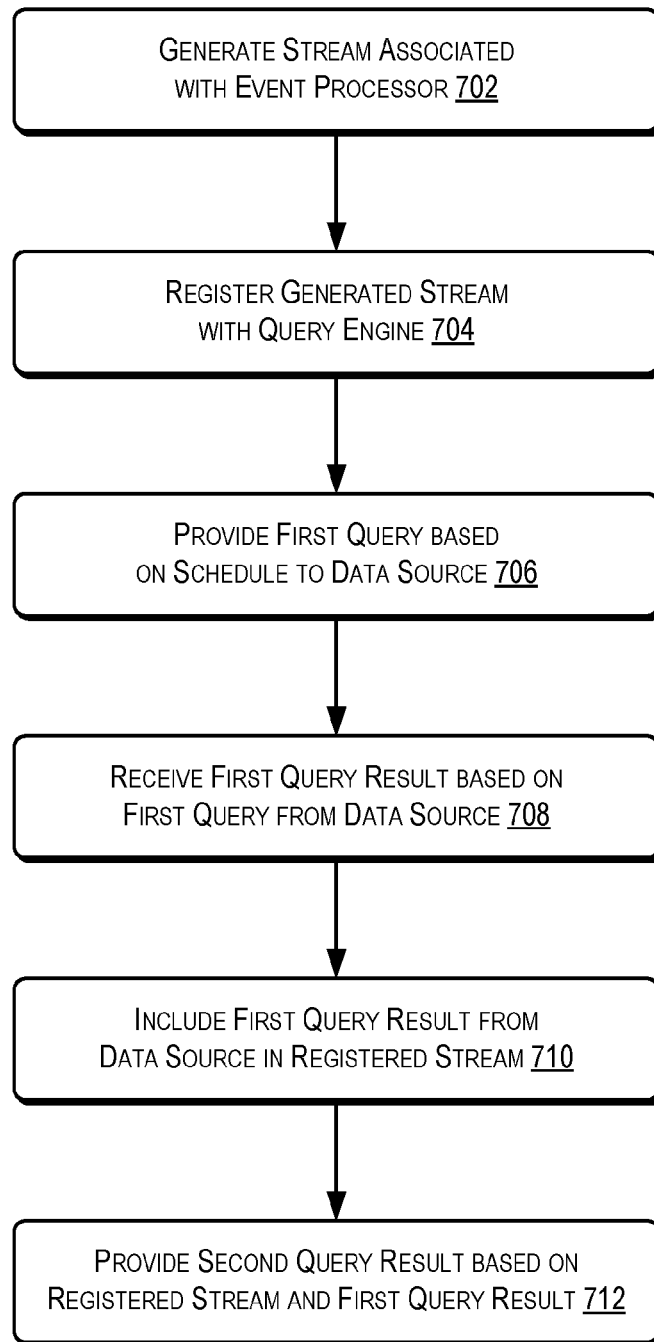 GENERATE STREAM ASSOCIATED
WITH EVENT PROCESSOR 702
REGISTER GENERATED STREAM
WITH QUERY ENGINE 704
PROVIDE FIRST QUERY BASED
ON SCHEDULE TO DATA SOURCE 706
RECEIVE FIRST QUERY RESULT BASED ON
FIRST QUERY FROM DATA SOURCE 708
INCLUDE FIRST QUERY RESULT FROM
DATA SOURCE IN REGISTERED STREAM 710
PROVIDE SECOND QUERY RESULT BASED ON
REGISTERED STREAM AND FIRST QUERY RESULT 712